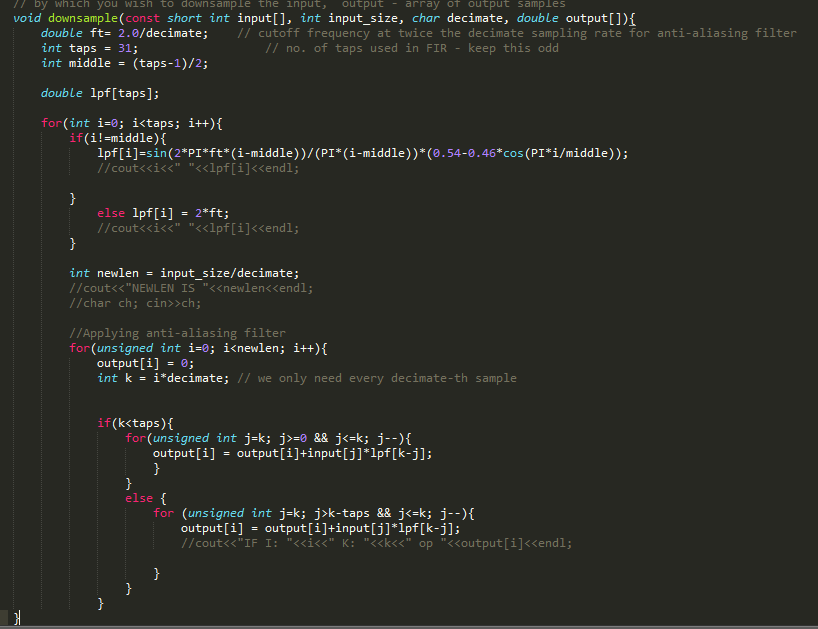 // by which you wish to downsample the input,  output - array of output samples
void downsample(const short int input[], int input_size, char decimate, double output[]){
    double ft= 2.0/decimate;    // cutoff frequency at twice the decimate sampling rate for anti-aliasing filter
    int taps = 31;                  // no. of taps used in FIR - keep this odd
    int middle = (taps-1)/2;
    double lpf[taps];
    for(int i=0; i<taps; i++){
        if(i!=middle){
            lpf[i]=sin(2*PI*ft*(i-middle))/(PI*(i-middle))*(0.54-0.46*cos(PI*i/middle));
            //cout<<i<<" "<<lpf[i]<<endl;
        }
            else lpf[i] = 2*ft;
            //cout<<i<<" "<<lpf[i]<<endl;
        }
        int newlen = input_size/decimate;
        //cout<<"NEWLEN IS "<<newlen<<endl;
        //char ch; cin>>ch;
        //Applying anti-aliasing filter
        for(unsigned int i=0; i<newlen; i++){
            output[i] = 0;
            int k = i*decimate; // we only need every decimate-th sample
            if(k<taps){
                for(unsigned int j=k; j>=0 && j<=k; j--){
                    output[i] = output[i]+input[j]*lpf[k-j];
                    }
                }
            else {
                    for (unsigned int j=k; j>k-taps && j<=k; j--){
                        output[i] = output[i]+input[j]*lpf[k-j];
                        //cout<<"IF I: "<<i<<" K: "<<k<<" op "<<output[i]<<endl;
                    }
                }
            }
}